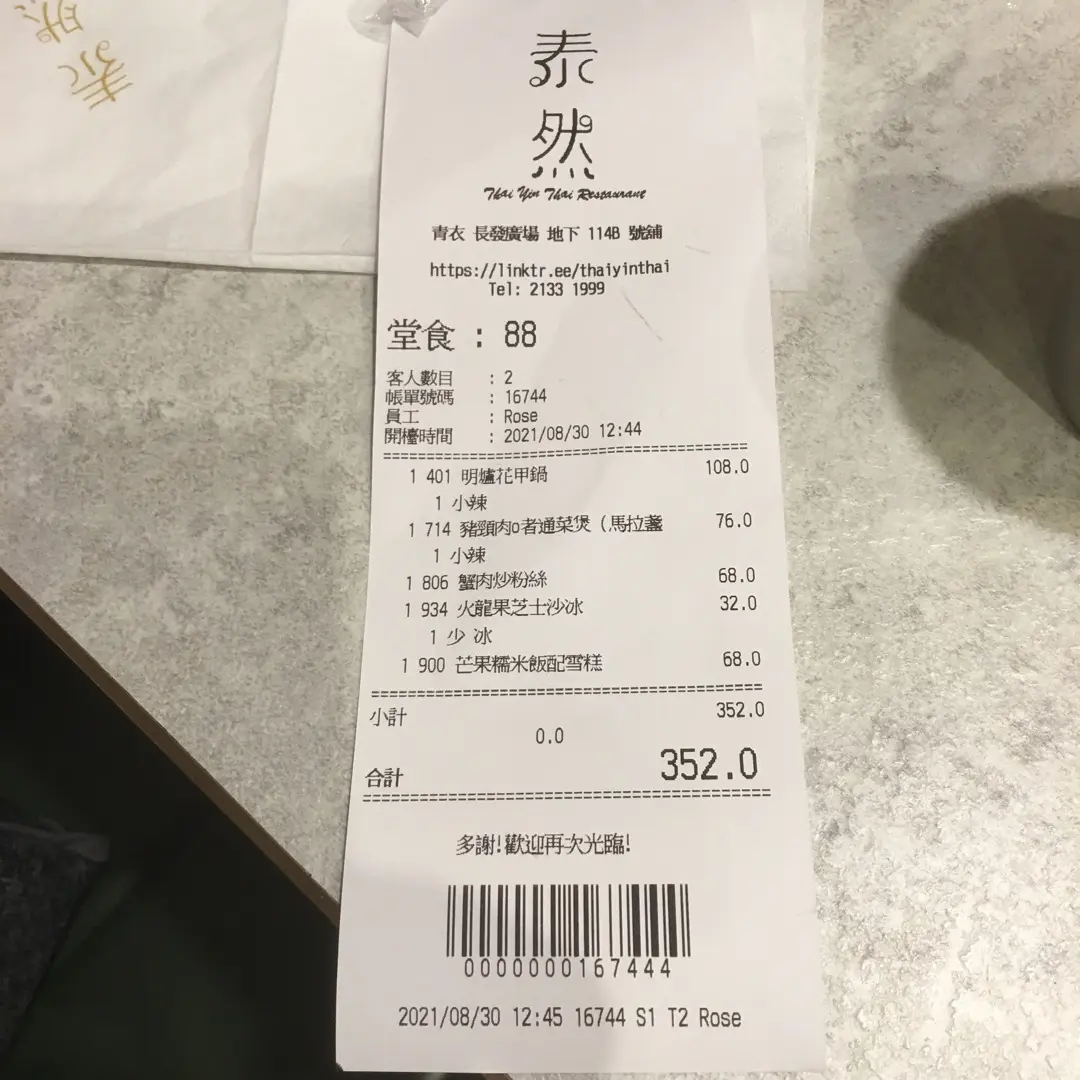 泰然
泰
然
Thai Yin Thai Restaurant
青衣 長發廣場 地下 114B 號舖
https://linktr.ee/thaiyinthai
Tel: 2133 1999
堂食 : 88
客人數目 : 2
帳單號碼 : 16744
員工 : Rose
開檯時間 : 2021/08/30 12:44
1 401 明爐花甲鍋 108.0
1 小辣
1 714 豬頸肉o者通菜煲 (馬拉盞 76.0
1 小辣
1 806 蟹肉炒粉絲 68.0
1 934 火龍果芝士沙冰 32.0
1 少 冰
1 900 芒果糯米飯配雪糕 68.0
小計 352.0
0.0
合計 352.0
多謝!歡迎再次光臨!
0000000167444
2021/08/30 12:45 16744 S1 T2 Rose